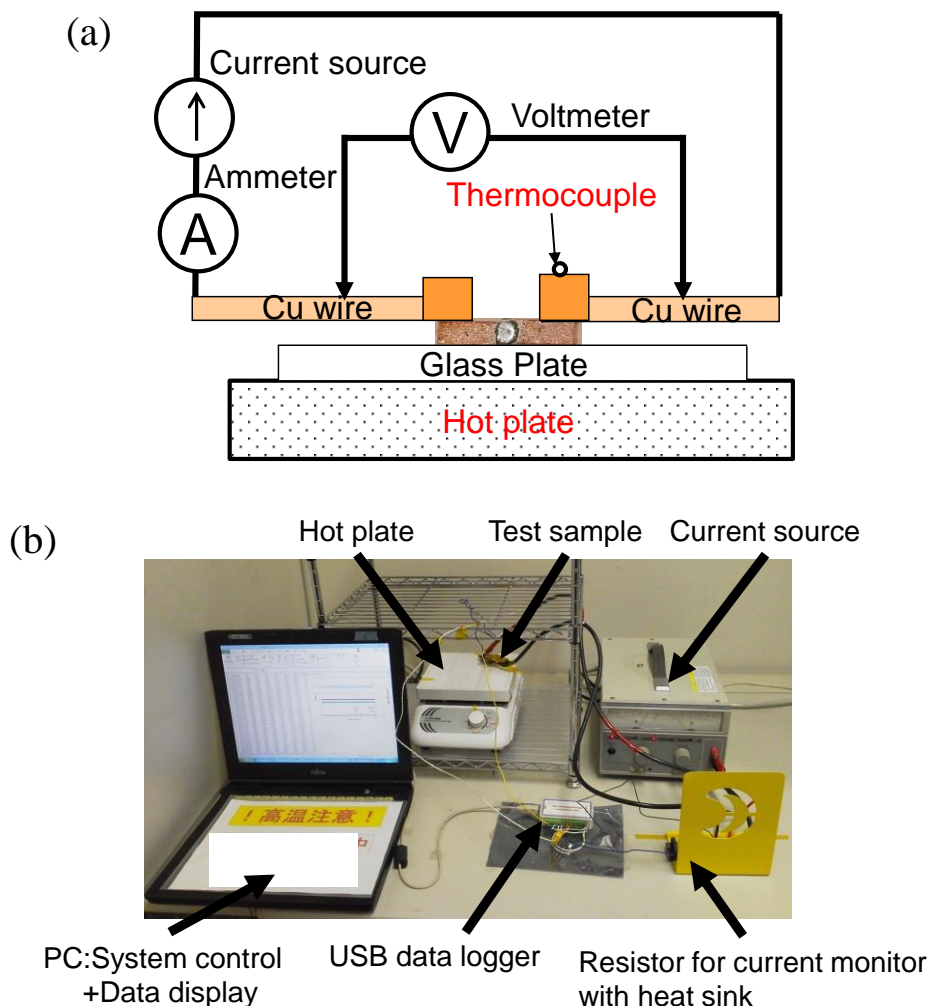 (a)
Current source
V
Voltmeter
Ammeter
Thermocouple
A
Cu wire
Cu wire
Glass Plate
Hot plate
(b)
Hot plate
Test sample
Current source
！高温注意！
PC:System control
+Data display
USB data logger
Resistor for current monitor
with heat sink